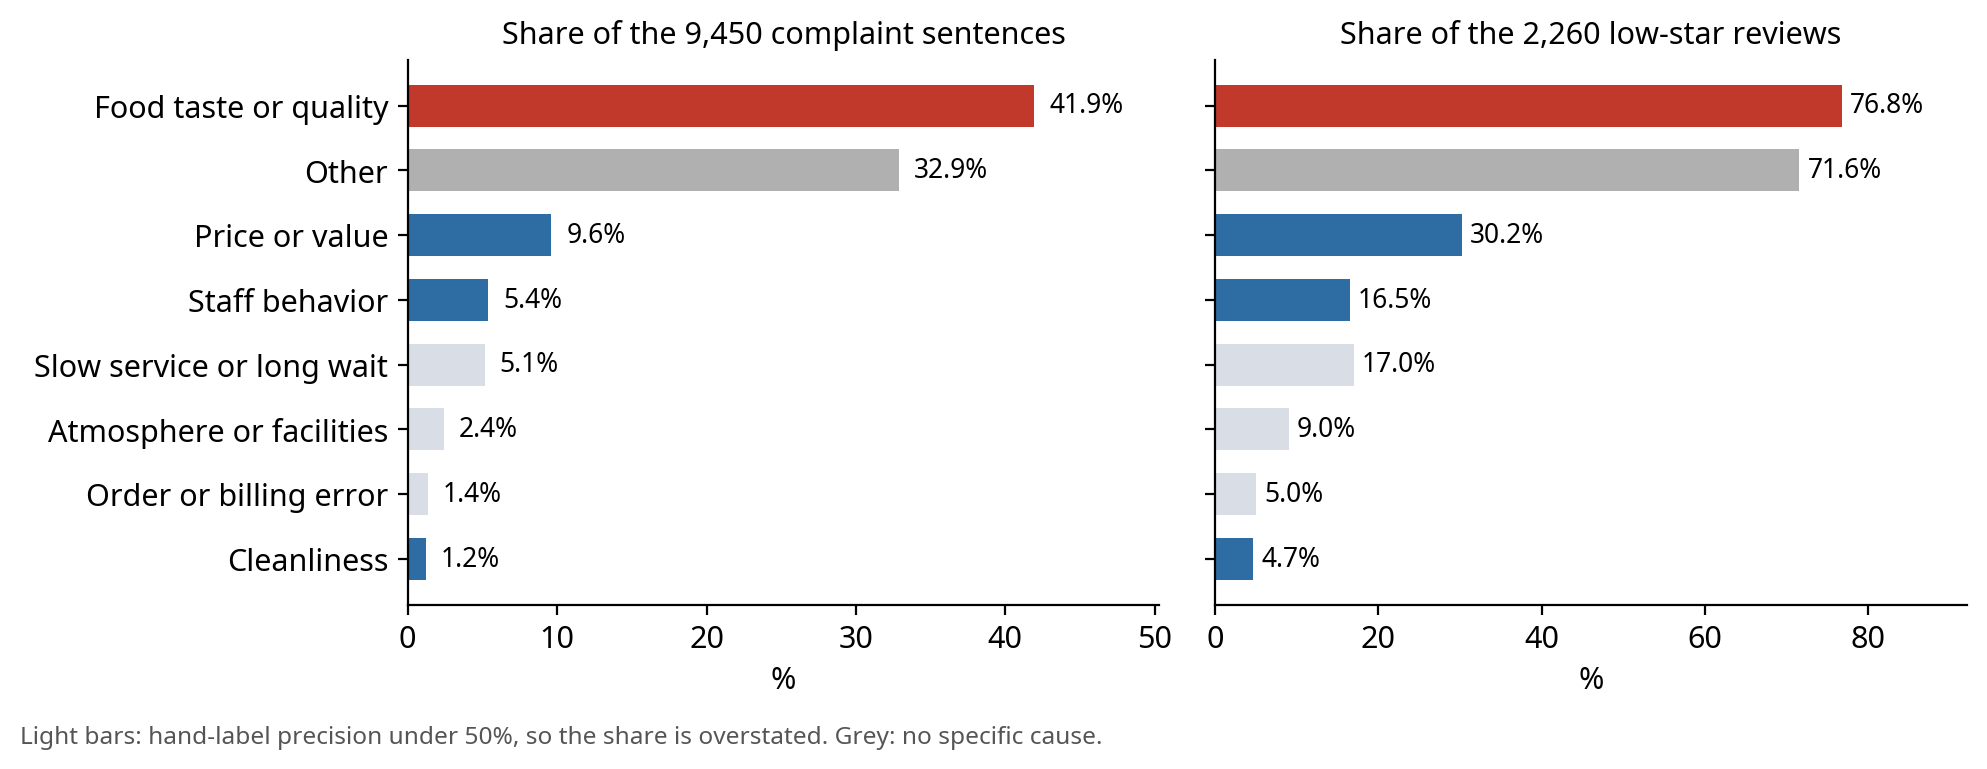 Share of the 9,450 complaint sentences
Share of the 2,260 low-star reviews
Food taste or quality 41.9% 76.8%
Other 32.9% 71.6%
Price or value 9.6% 30.2%
Staff behavior 5.4% 16.5%
Slow service or long wait 5.1% 17.0%
Atmosphere or facilities 2.4% 9.0%
Order or billing error 1.4% 5.0%
Cleanliness 1.2% 4.7%
0 10 20 30 40 50 0 20 40 60 80
% %
Light bars: hand-label precision under 50%, so the share is overstated. Grey: no specific cause.